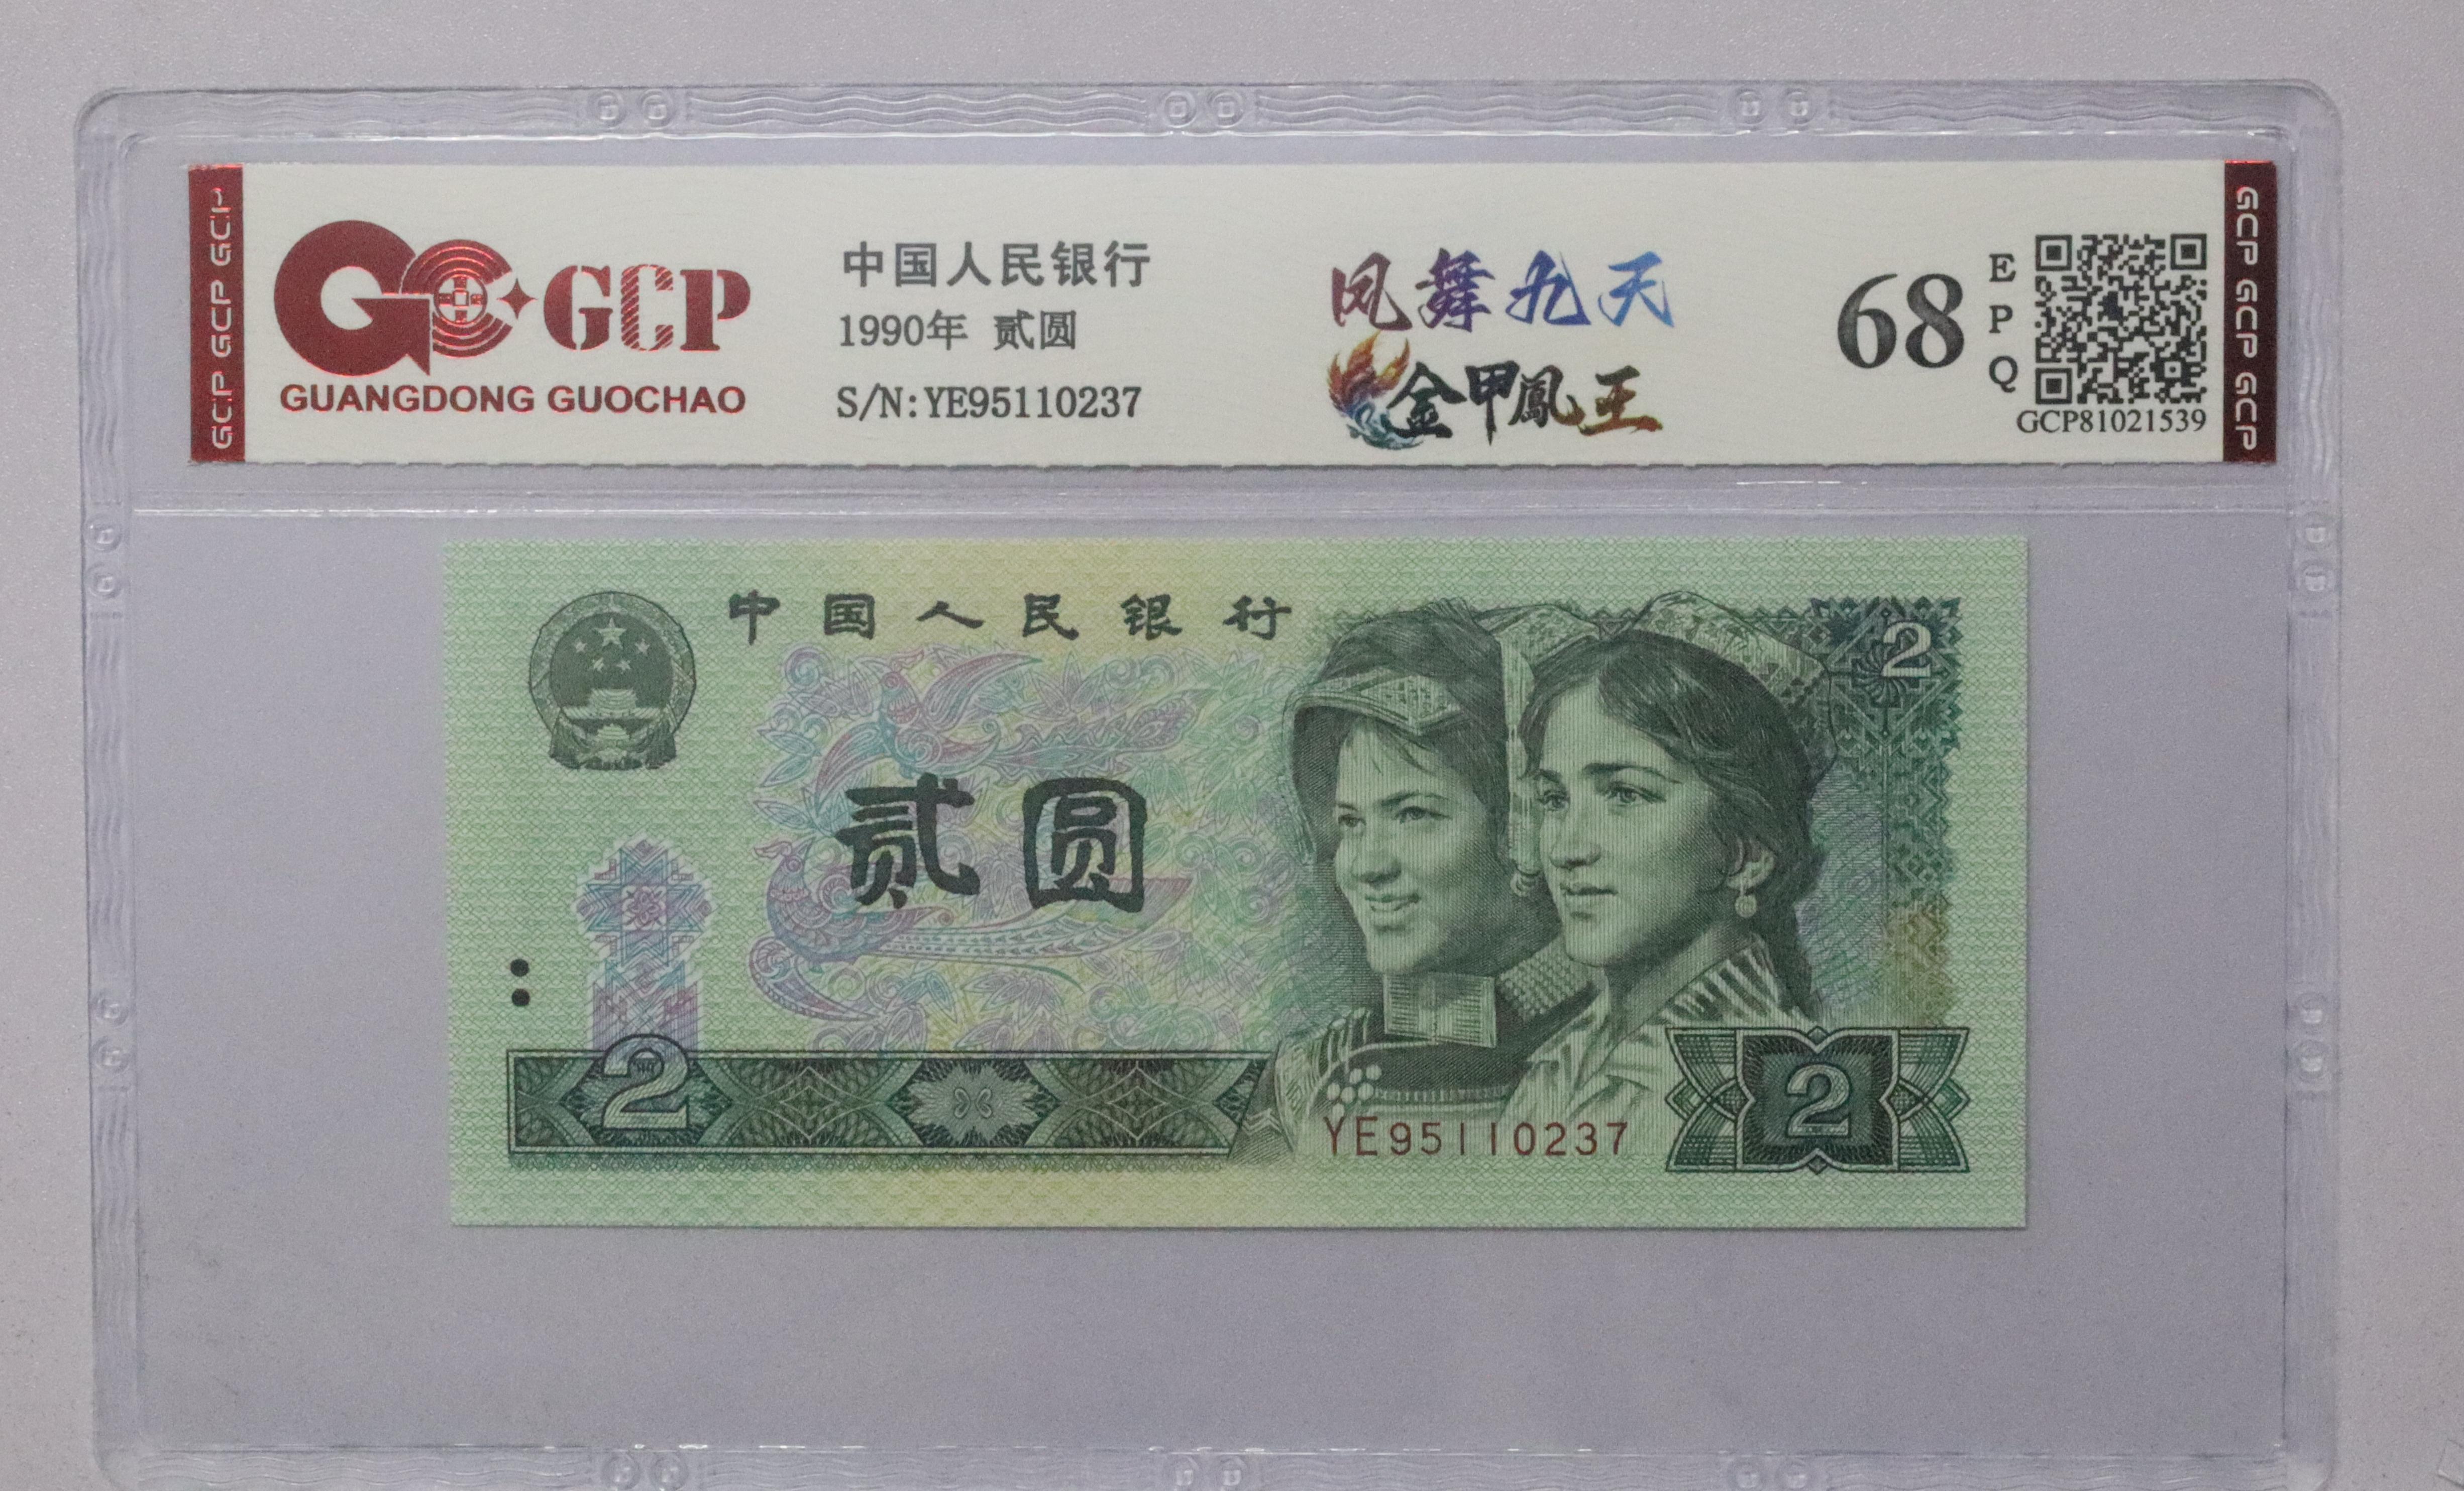 GCP GCP GCP
GCP
GUANGDONG GUOCHAO
中国人民银行
1990年 贰圆
S/N:YE95110237
凤舞九天
金甲鳳王
68
EPQ
GCP81021539
GCP GCP GCP
中国人民银行
2
贰圆
2
YE95110237
2